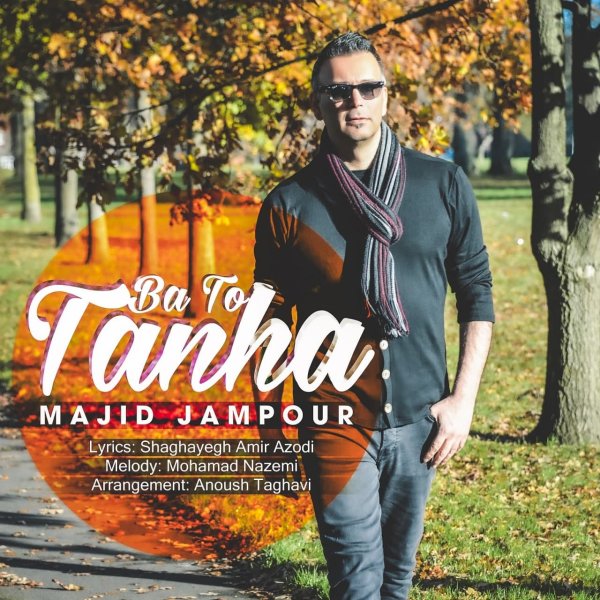 Ba To
Tanha
MAJID JAMPOUR
Lyrics: Shaghayegh Amir Azodi
Melody: Mohamad Nazemi
Arrangement: Anoush Taghavi